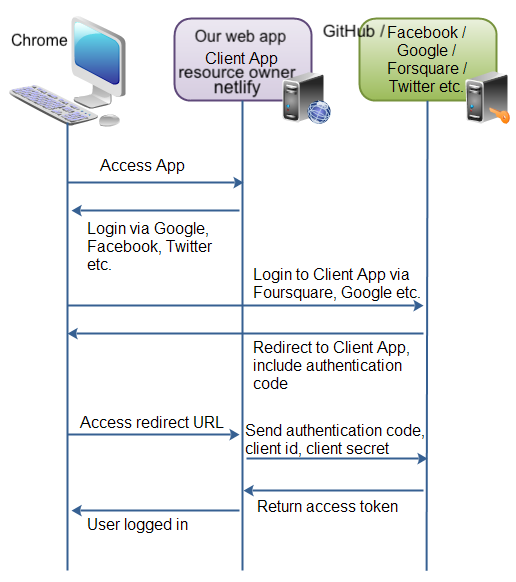 Chrome
Our web app
Client App
resource owner
netlify
GitHub /
Facebook /
Google /
Forsquare /
Twitter etc.
Access App
Login via Google,
Facebook, Twitter
etc.
Login to Client App via
Foursquare, Google etc.
Redirect to Client App,
include authentication
code
Access redirect URL
Send authentication code,
client id, client secret
Return access token
User logged in